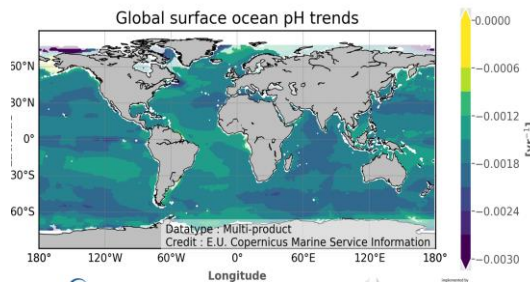 Global surface ocean pH trends
0.0000
−0.0006
−0.0012
−0.0018
−0.0024
−0.0030
[yr⁻¹]
60°N
30°N
0°
30°S
60°S
Datatype : Multi-product
Credit : E.U. Copernicus Marine Service Information
180° 120°W 60°W 0° 60°E 120°E 180°
Longitude